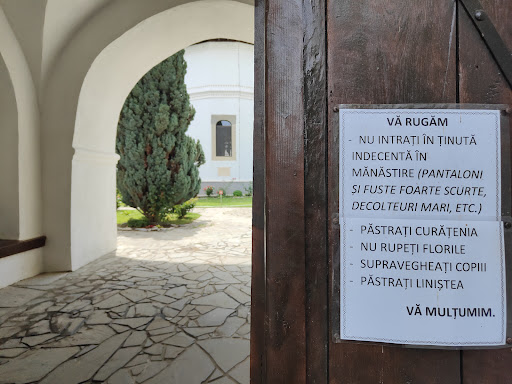 VĂ RUGĂM
- NU INTRAȚI ÎN ȚINUTĂ
INDECENTĂ ÎN
MĂNĂSTIRE (PANTALONI
ȘI FUSTE FOARTE SCURTE,
DECOLTEURI MARI, ETC.)
- PĂSTRAȚI CURĂȚENIA
- NU RUPEȚI FLORILE
- SUPRAVEGHEAȚI COPIII
- PĂSTRAȚI LINIȘTEA
VĂ MULȚUMIM.